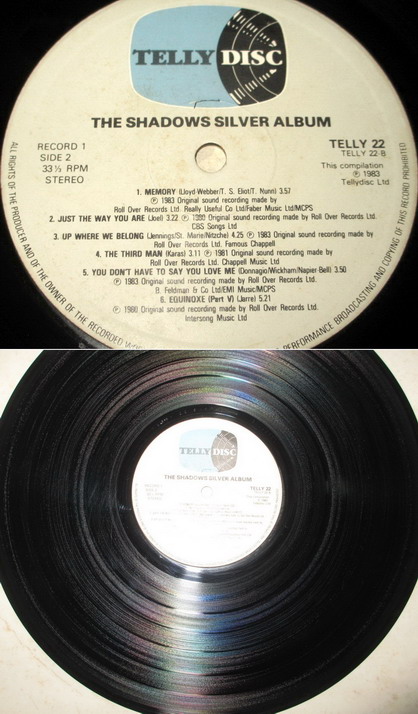 TELLY DISC
THE SHADOWS SILVER ALBUM
RECORD 1
SIDE 2
33⅓ RPM
STEREO
TELLY 22
TELLY 22-B
This compilation
℗ 1983
Tellydisc Ltd
1. MEMORY (Lloyd Webber/T. S. Eliot/T. Nunn) 3.57
℗ 1983 Original sound recording made by
Roll Over Records Ltd. Really Useful Co Ltd/Faber Music Ltd/MCPS
2. JUST THE WAY YOU ARE (Joel) 3.22 ℗ 1980 Original sound recording made by Roll Over Records Ltd.
CBS Songs Ltd
3. UP WHERE WE BELONG (Jennings/St. Marie/Nitzche) 4.25 ℗ 1983 Original sound recording made by
Roll Over Records Ltd. Famous Chappell
4. THE THIRD MAN (Karas) 3.11 ℗ 1981 Original sound recording made by
Roll Over Records Ltd. Chappell Music Ltd
5. YOU DON'T HAVE TO SAY YOU LOVE ME (Donnagio/Wickham/Napier-Bell) 3.50
℗ 1983 Original sound recording made by Roll Over Records Ltd.
B. Feldman & Co Ltd/EMI Music/MCPS
6. EQUINOXE (Part V) (Jarre) 5.21
℗ 1980 Original sound recording made by Roll Over Records Ltd.
Intersong Music Ltd
ALL RIGHTS OF THE PRODUCER AND OF THE OWNER OF THE RECORDED
PERFORMANCE BROADCASTING AND COPYING OF THIS RECORD
TELLY DISC
THE SHADOWS SILVER ALBUM
TELLY 22